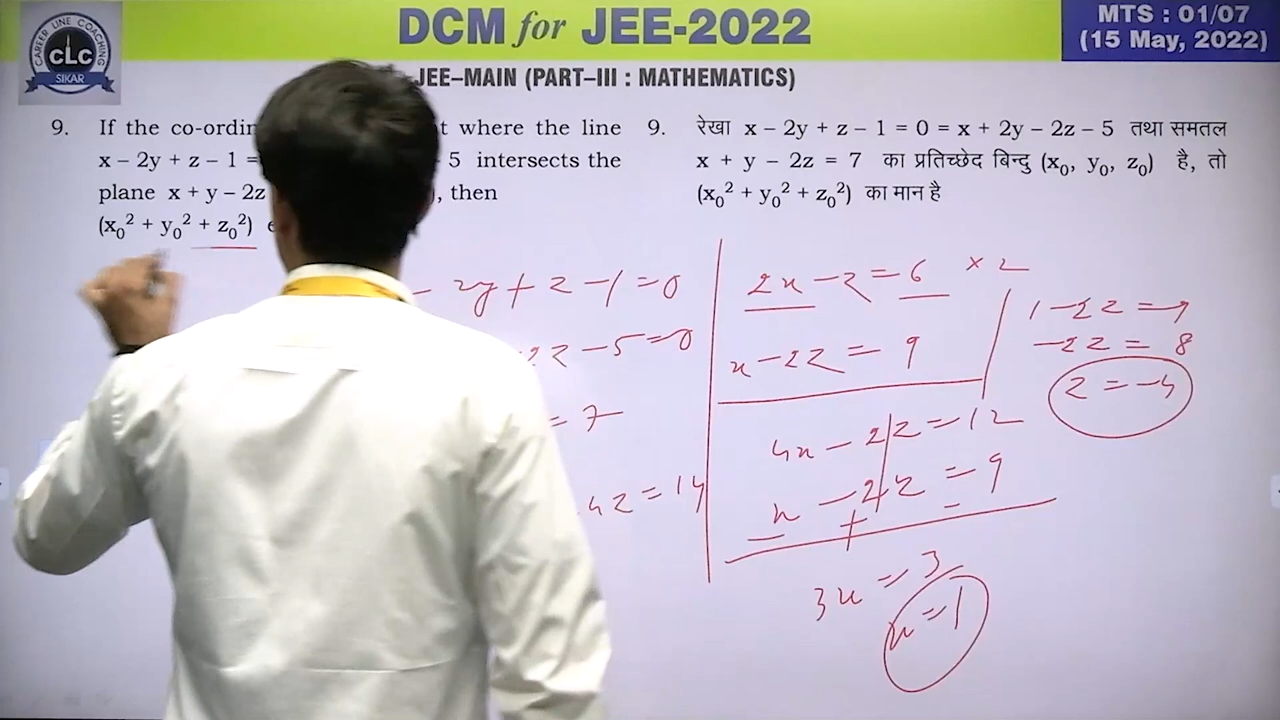 CAREER LINE COACHING
CLC
SIKAR
DCM for JEE-2022
MTS : 01/07
(15 May, 2022)
JEE–MAIN (PART–III : MATHEMATICS)
9. If the where the line
x – 2y + z – 1 5 intersects the
plane x + y – 2z , then
(x₀² + y₀² + z₀²)
9. रेखा x – 2y + z – 1 = 0 = x + 2y – 2z – 5 तथा समतल
x + y – 2z = 7 का प्रतिच्छेद बिन्दु (x₀, y₀, z₀) है, तो
(x₀² + y₀² + z₀²) का मान है
– 2y + z – 1 = 0
2z – 5 = 0
= 7
4z = 14
2x – z = 6 × 2
x – 2z = 9
4x – 2z = 12
x – 2z = 9
– + –
3x = 3
x = 1
1 – 2z = 9
– 2z = 8
z = –4